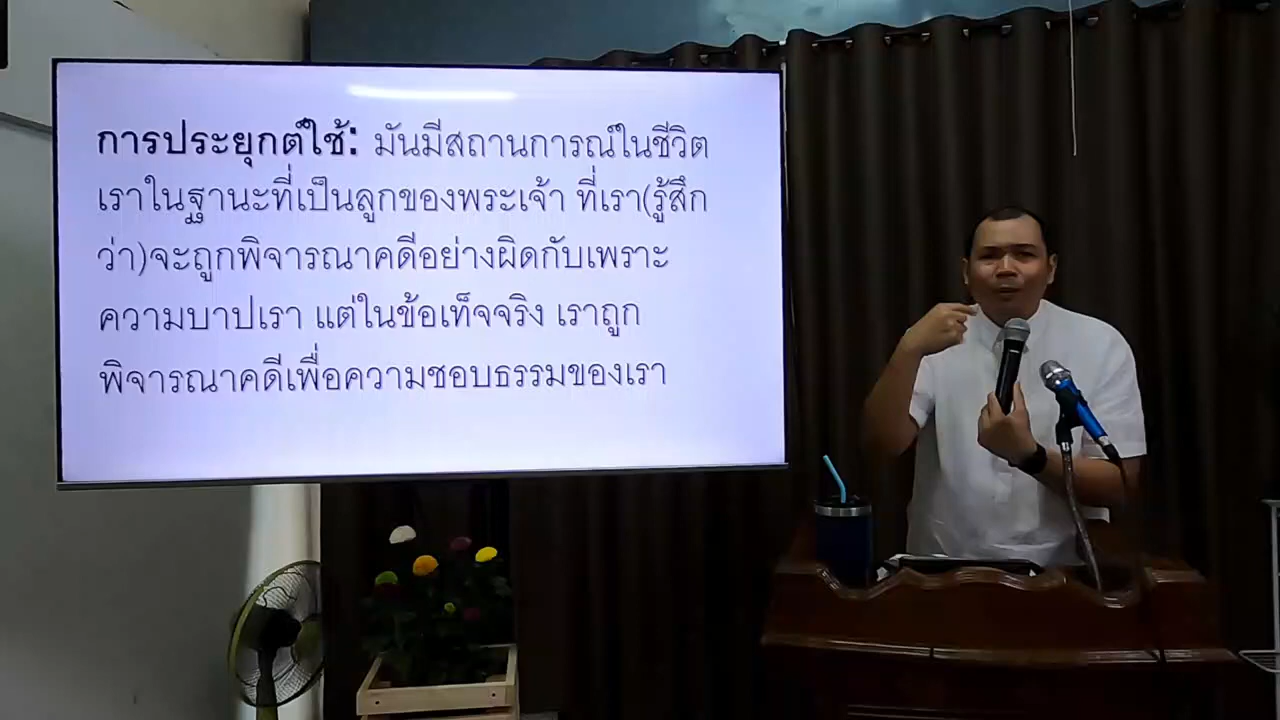 การประยุกต์ใช้: มันมีสถานการณ์ในชีวิต
เราในฐานะที่เป็นลูกของพระเจ้า ที่เรา(รู้สึก
ว่า)จะถูกพิจารณาคดีอย่างผิดกับเพราะ
ความบาปเรา แต่ในข้อเท็จจริง เราถูก
พิจารณาคดีเพื่อความชอบธรรมของเรา